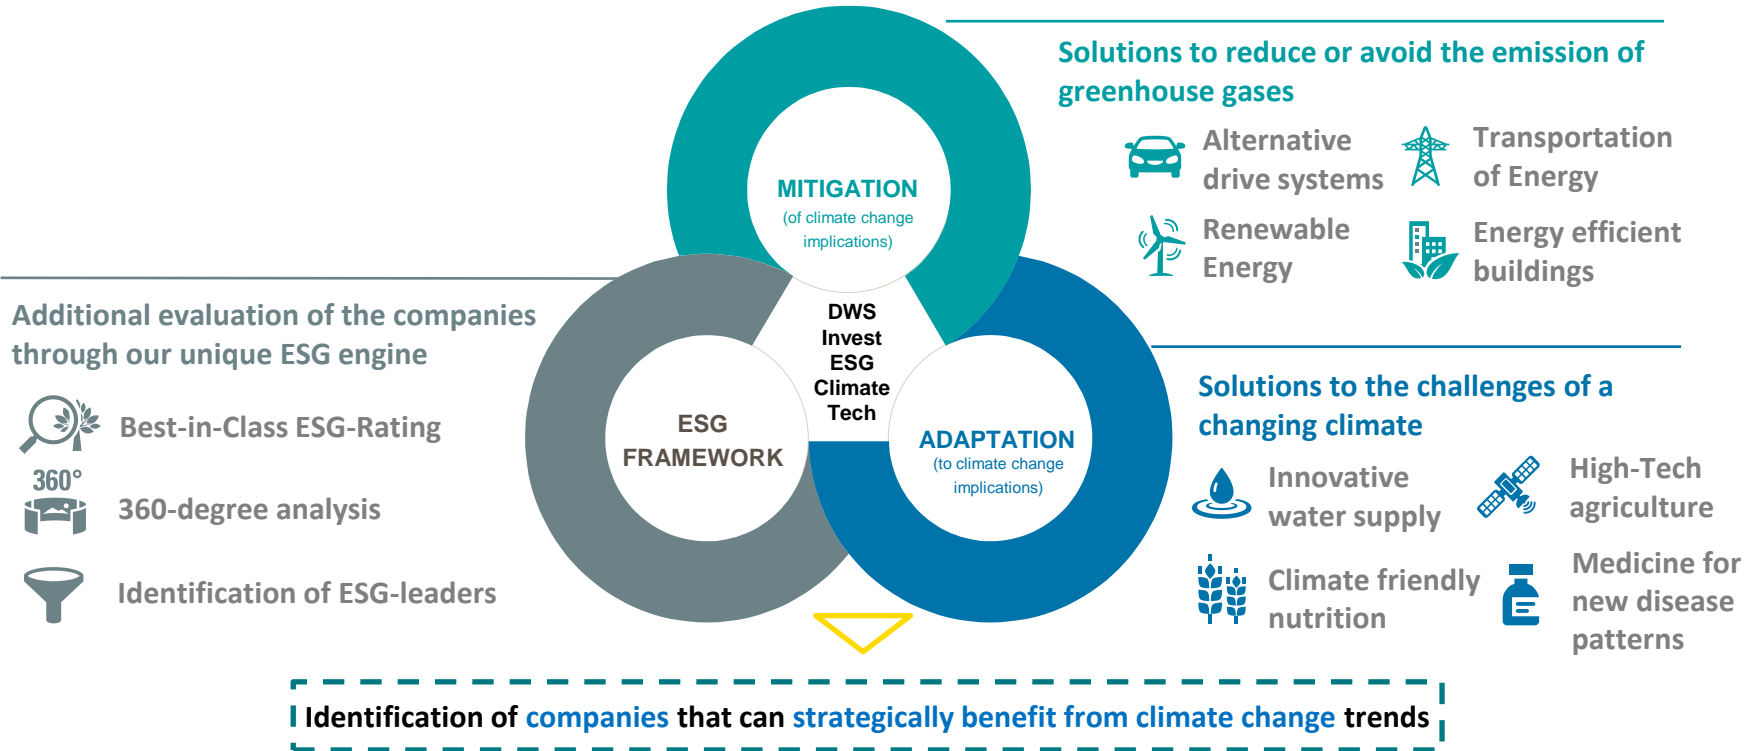 Solutions to reduce or avoid the emission of
greenhouse gases
Alternative
drive systems
Transportation
of Energy
Renewable
Energy
Energy efficient
buildings
MITIGATION
(of climate change
implications)
Additional evaluation of the companies
through our unique ESG engine
Best-in-Class ESG-Rating
360°
360-degree analysis
Identification of ESG-leaders
DWS
Invest
ESG
Climate
Tech
ESG
FRAMEWORK
ADAPTATION
(to climate change
implications)
Solutions to the challenges of a
changing climate
Innovative
water supply
High-Tech
agriculture
Climate friendly
nutrition
Medicine for
new disease
patterns
Identification of companies that can strategically benefit from climate change trends